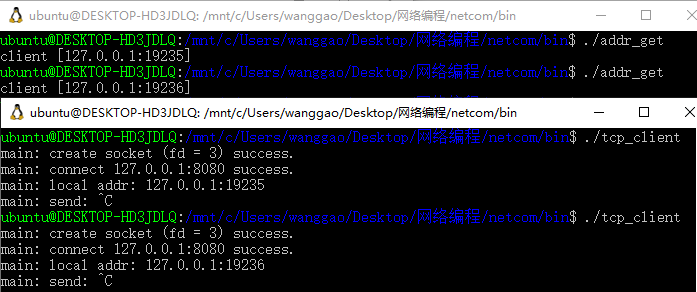 ubuntu@DESKTOP-HD3JDLQ: /mnt/c/Users/wanggao/Desktop/网络编程/netcom/bin
ubuntu@DESKTOP-HD3JDLQ:/mnt/c/Users/wanggao/Desktop/网络编程/netcom/bin$ ./addr_get
client [127.0.0.1:19235]
ubuntu@DESKTOP-HD3JDLQ:/mnt/c/Users/wanggao/Desktop/网络编程/netcom/bin$ ./addr_get
client [127.0.0.1:19236]
ubuntu@DESKTOP-HD3JDLQ: /mnt/c/Users/wanggao/Desktop/网络编程/netcom/bin
ubuntu@DESKTOP-HD3JDLQ:/mnt/c/Users/wanggao/Desktop/网络编程/netcom/bin$ ./tcp_client
main: create socket (fd = 3) success.
main: connect 127.0.0.1:8080 success.
main: local addr: 127.0.0.1:19235
main: send: ^C
ubuntu@DESKTOP-HD3JDLQ:/mnt/c/Users/wanggao/Desktop/网络编程/netcom/bin$ ./tcp_client
main: create socket (fd = 3) success.
main: connect 127.0.0.1:8080 success.
main: local addr: 127.0.0.1:19236
main: send: ^C